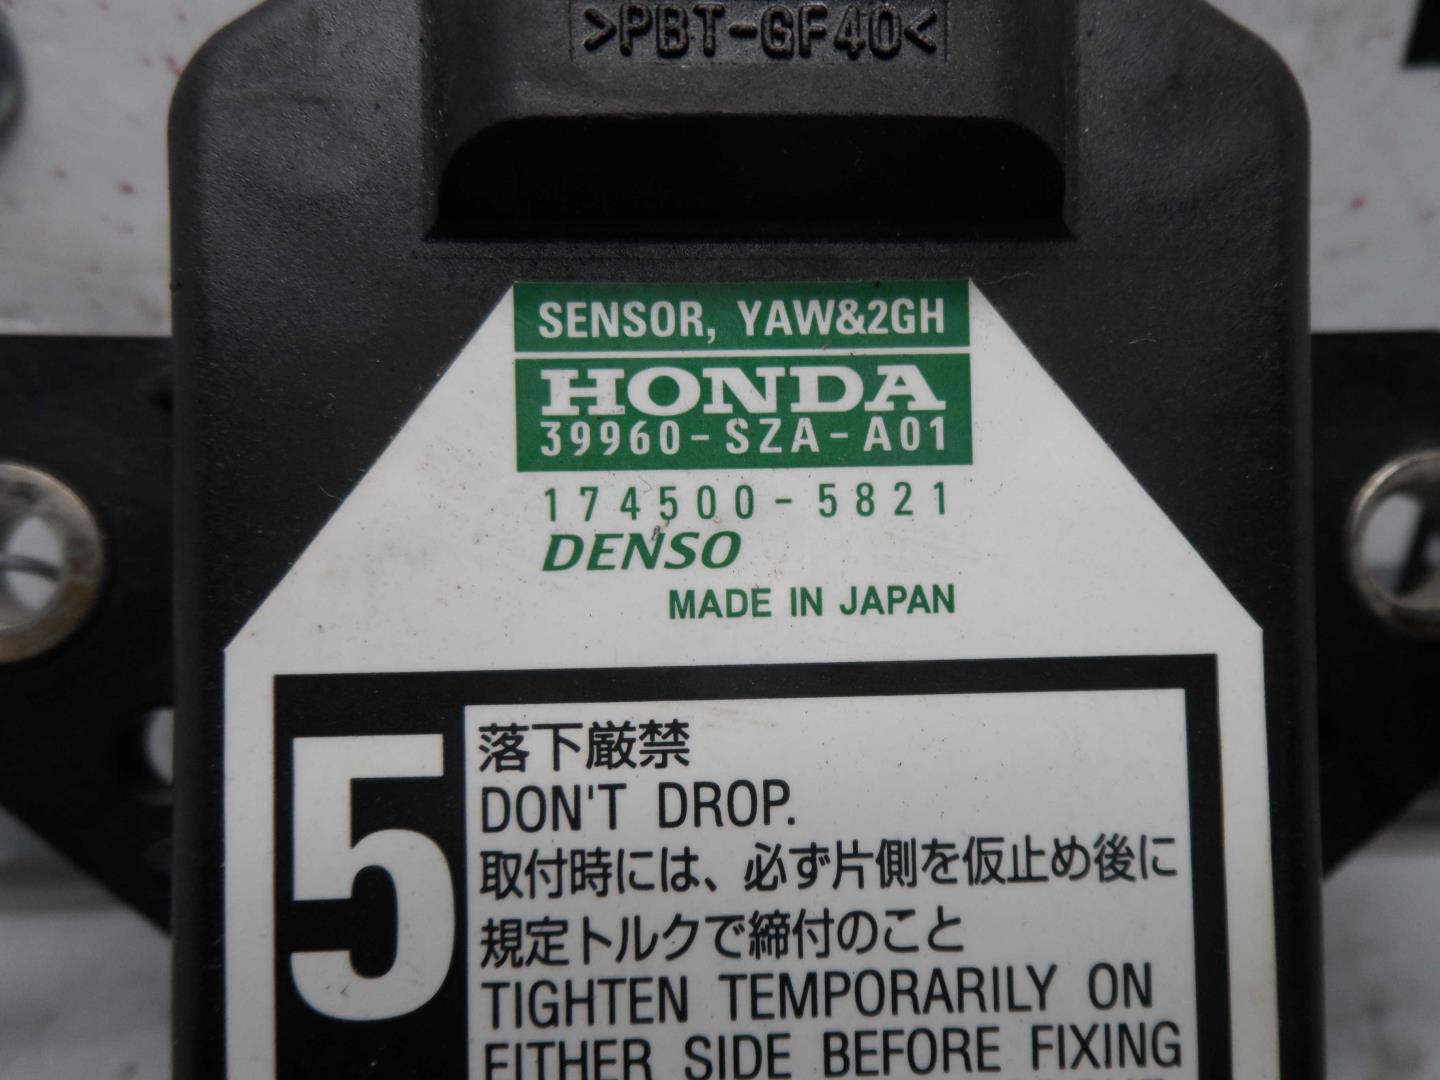 >PBT-GF40<
SENSOR, YAW&2GH
HONDA
39960-SZA-A01
174500-5821
DENSO
MADE IN JAPAN
5
落下厳禁
DON'T DROP.
取付時には、必ず片側を仮止め後に
規定トルクで締付のこと
TIGHTEN TEMPORARILY ON
EITHER SIDE BEFORE FIXING